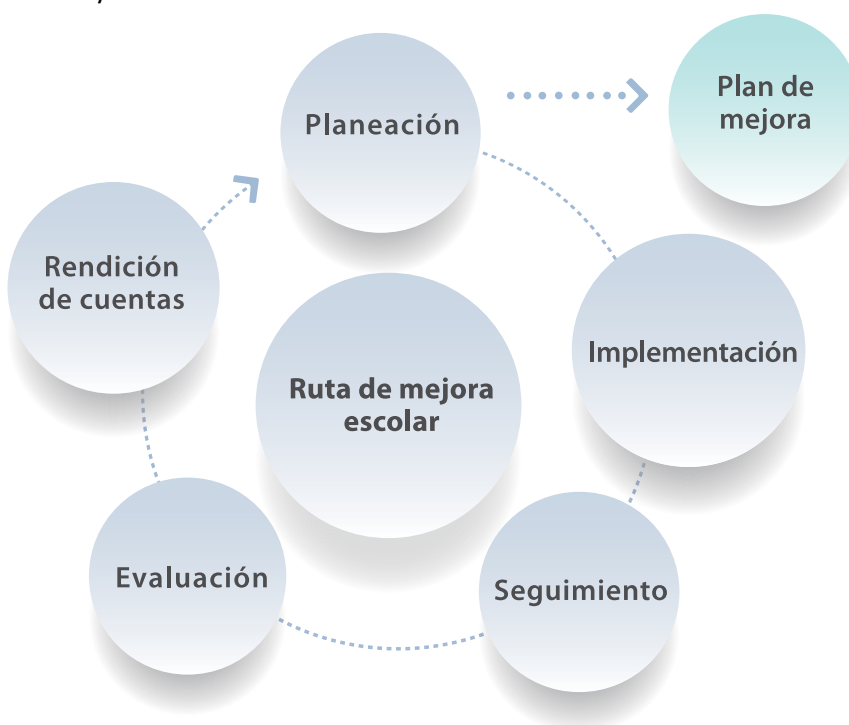 Planeación
Plan de
mejora
Rendición
de cuentas
Implementación
Ruta de mejora
escolar
Evaluación
Seguimiento